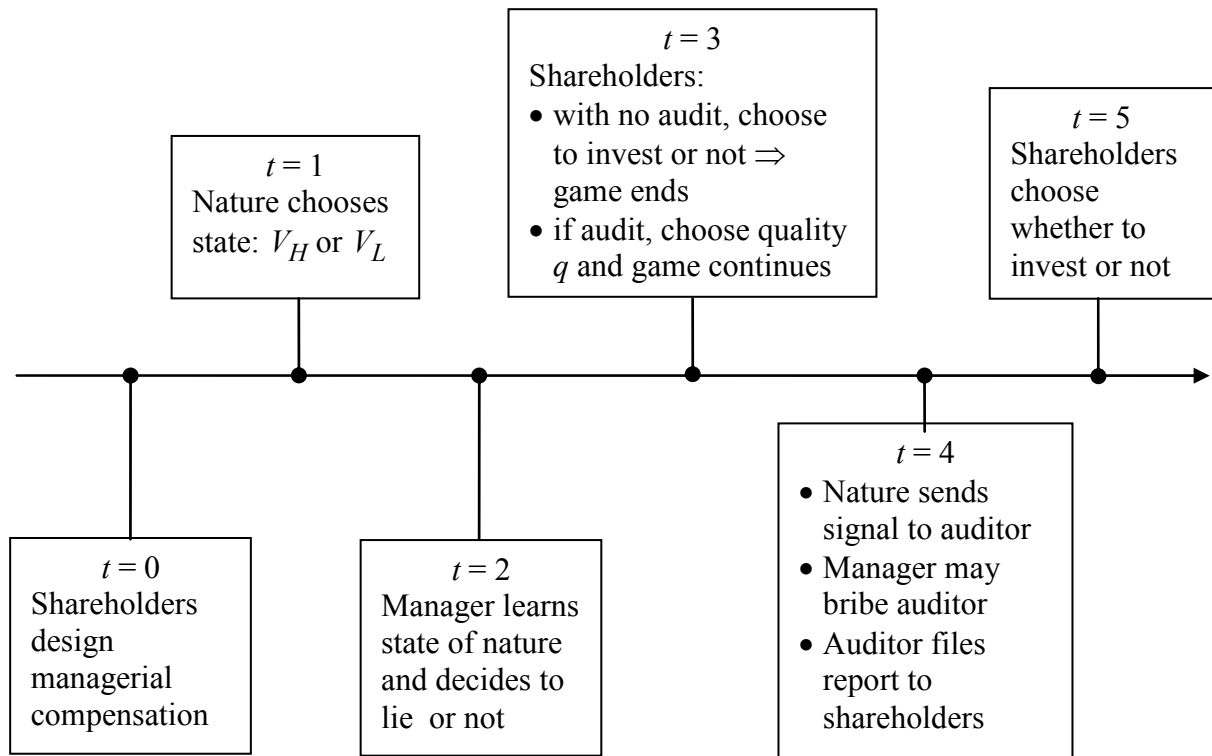 t = 0
Shareholders
design
managerial
compensation
t = 1
Nature chooses
state: V_H or V_L
t = 2
Manager learns
state of nature
and decides to
lie or not
t = 3
Shareholders:
• with no audit, choose
to invest or not ⇒
game ends
• if audit, choose quality
q and game continues
t = 4
• Nature sends
signal to auditor
• Manager may
bribe auditor
• Auditor files
report to
shareholders
t = 5
Shareholders
choose
whether to
invest or not